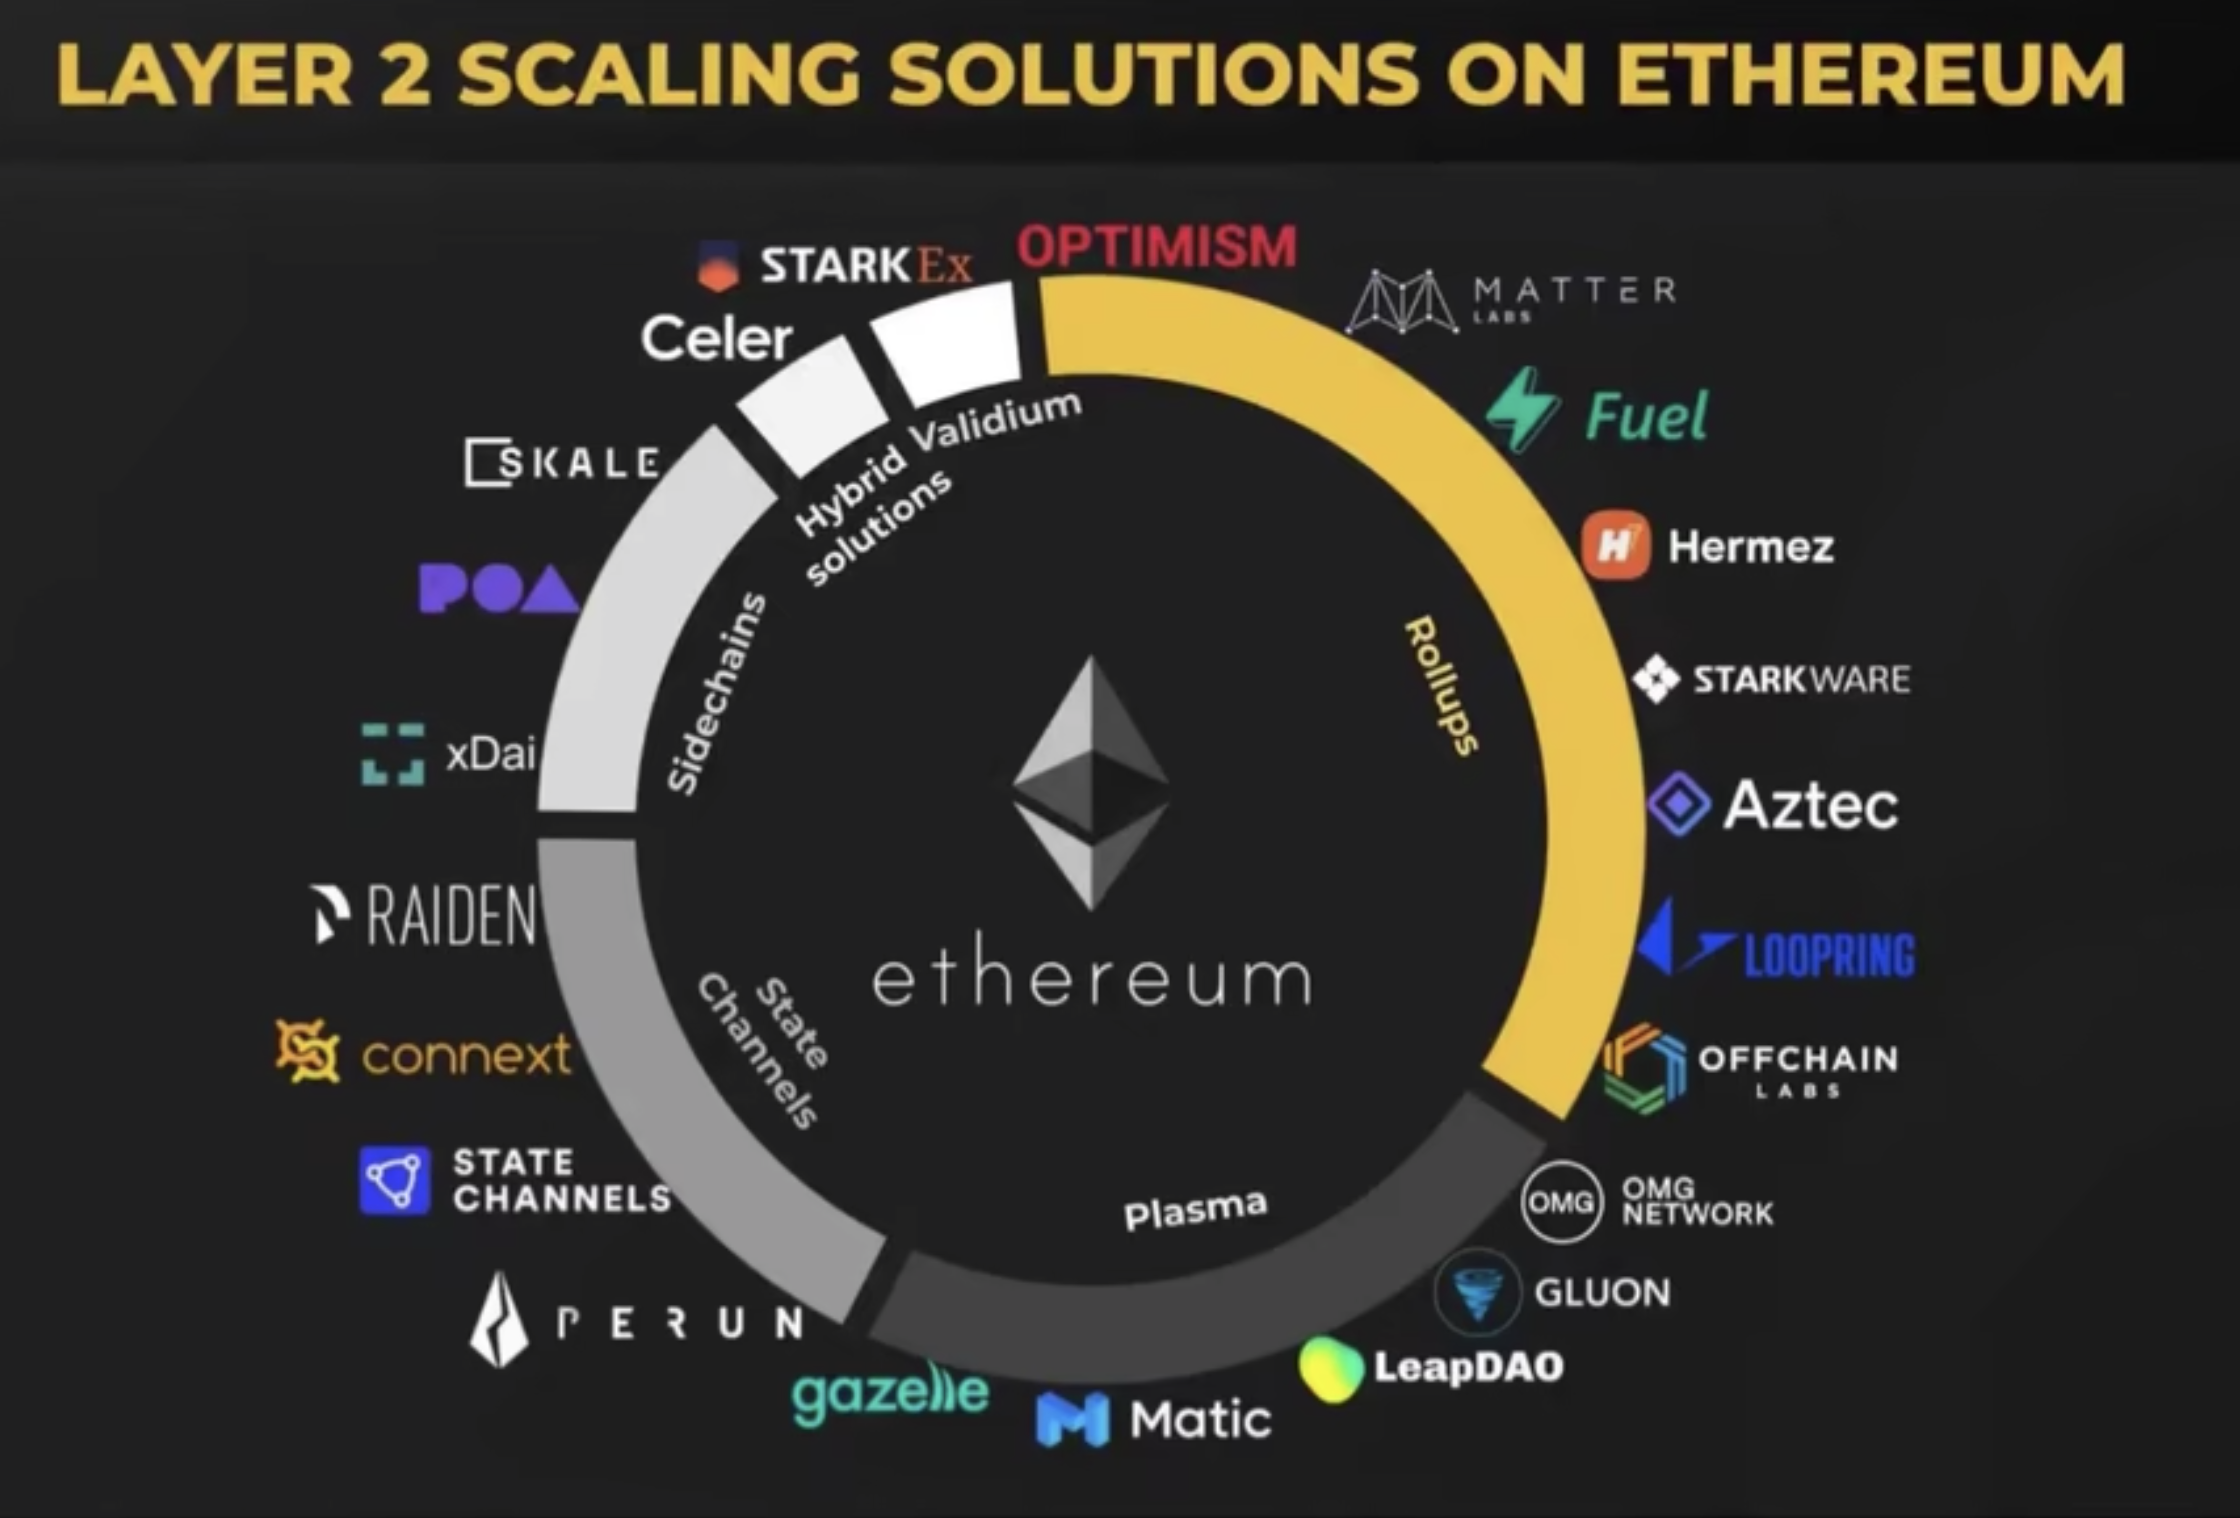 LAYER 2 SCALING SOLUTIONS ON ETHEREUM
OPTIMISM
MATTER
LABS
Fuel
Hermez
STARKWARE
Aztec
LOOPRING
OFFCHAIN
LABS
OMG
OMG
NETWORK
GLUON
LeapDAO
Matic
gazelle
PERUN
STATE
CHANNELS
connext
RAIDEN
xDai
POA
SKALE
Celer
STARKEx
Validium
Hybrid
solutions
Sidechains
State
channels
Plasma
Rollups
ethereum